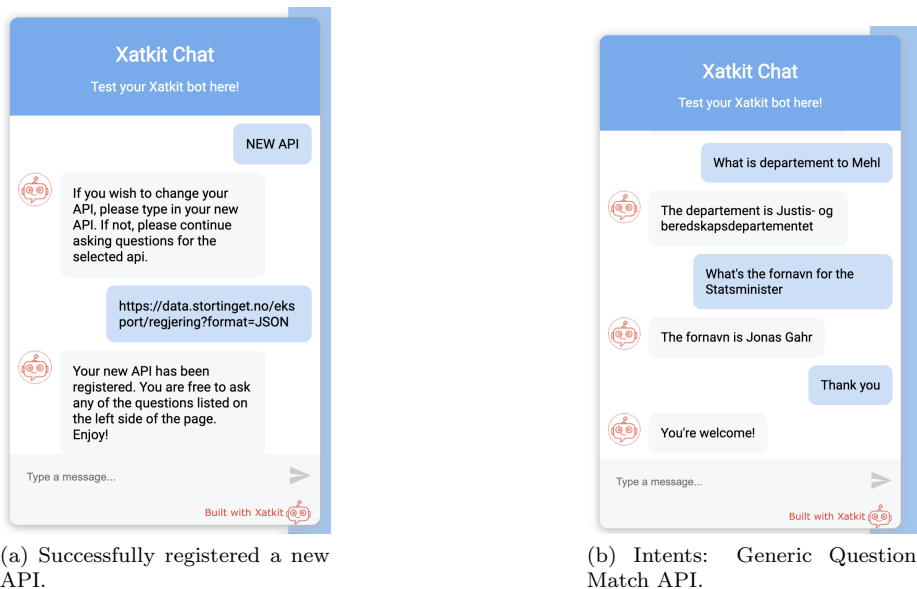 Xatkit Chat
Test your Xatkit bot here!
NEW API
If you wish to change your
API, please type in your new
API. If not, please continue
asking questions for the
selected api.
https://data.stortinget.no/eks
port/regjering?format=JSON
Your new API has been
registered. You are free to ask
any of the questions listed on
the left side of the page.
Enjoy!
Type a message...
Built with Xatkit
(a) Successfully registered a new
API.
Xatkit Chat
Test your Xatkit bot here!
What is departement to Mehl
The departement is Justis- og
beredskapsdepartementet
What's the fornavn for the
Statsminister
The fornavn is Jonas Gahr
Thank you
You're welcome!
Type a message...
Built with Xatkit
(b) Intents: Generic Question
Match API.